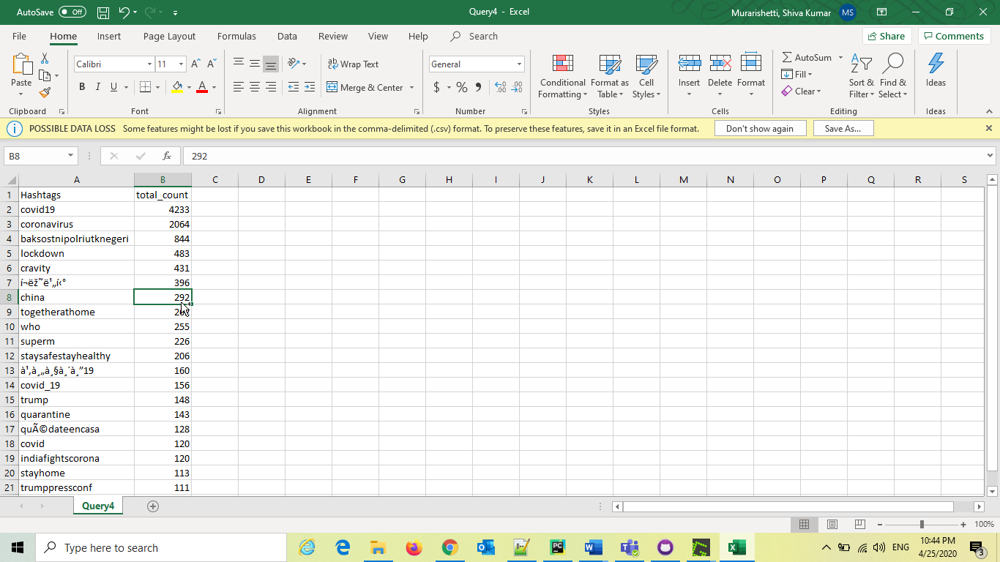 AutoSave Off Query4 - Excel Murarishetti, Shiva Kumar MS
File Home Insert Page Layout Formulas Data Review View Help Search Share Comments
Paste Calibri 11 B I U Wrap Text Merge & Center General $ % Conditional Formatting Format as Table Cell Styles Insert Delete Format AutoSum Fill Clear Sort & Filter Find & Select Ideas
Clipboard Font Alignment Number Styles Cells Editing Ideas
POSSIBLE DATA LOSS Some features might be lost if you save this workbook in the comma-delimited (.csv) format. To preserve these features, save it in an Excel file format. Don't show again Save As...
B8 fx 292
A B C D E F G H I J K L M N O P Q R S
1 Hashtags total_count
2 covid19 4233
3 coronavirus 2064
4 baksostnipolriutknegeri 844
5 lockdown 483
6 cravity 431
7 í¬ëž˜ë¹„í‹° 396
8 china 292
9 togetherathome
10 who 255
11 superm 226
12 staysafestayhealthy 206
13 à¹‚à¸„à¸§à¸´à¸”19 160
14 covid_19 156
15 trump 148
16 quarantine 143
17 quÃ©dateencasa 128
18 covid 120
19 indiafightscorona 120
20 stayhome 113
21 trumppressconf 111
Query4
100%
Type here to search ENG 10:44 PM
4/25/2020 3